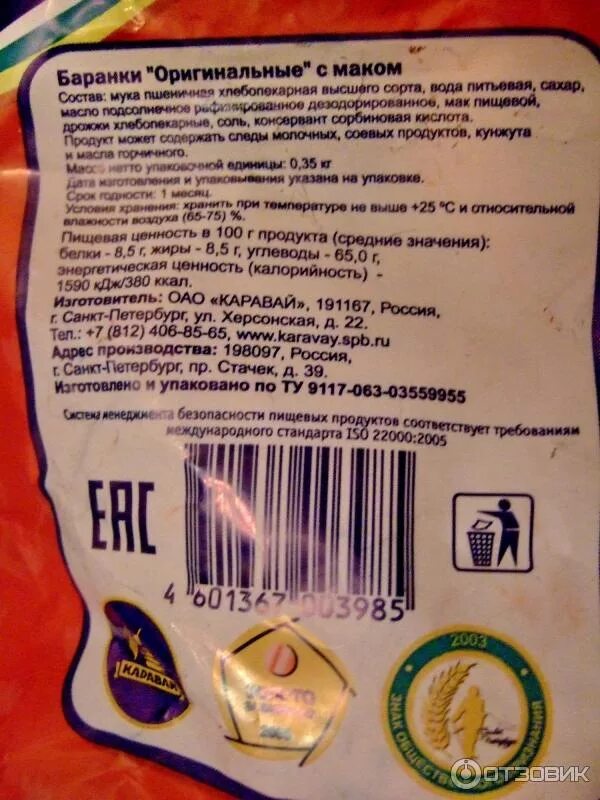 Баранки "Оригинальные" с маком
Состав: мука пшеничная хлебопекарная высшего сорта, вода питьевая, сахар,
масло подсолнечное рафинированное дезодорированное, мак пищевой,
дрожжи хлебопекарные, соль, консервант сорбиновая кислота.
Продукт может содержать следы молочных, соевых продуктов, кунжута
и масла горчичного.
Масса нетто упаковочной единицы: 0,35 кг
Дата изготовления и упаковывания указана на упаковке.
Срок годности: 1 месяц.
Условия хранения: хранить при температуре не выше +25 °С и относительной
влажности воздуха (65-75) %.
Пищевая ценность в 100 г продукта (средние значения):
белки - 8,5 г, жиры - 8,5 г, углеводы - 65,0 г,
энергетическая ценность (калорийность) -
1590 кДж/380 ккал.
Изготовитель: ОАО «КАРАВАЙ», 191167, Россия,
г. Санкт-Петербург, ул. Херсонская, д. 22.
Тел.: +7 (812) 406-85-65, www.karavay.spb.ru
Адрес производства: 198097, Россия,
г. Санкт-Петербург, пр. Стачек, д. 39.
Изготовлено и упаковано по ТУ 9117-063-03559955
Система менеджмента безопасности пищевых продуктов соответствует требованиям
международного стандарта ISO 22000:2005
ЕАС
4 601367 003985
КАРАВАЙ
2003
ЗНАК ОБЩЕСТВЕННОГО ПРИЗНАНИЯ
ОТЗОВИК